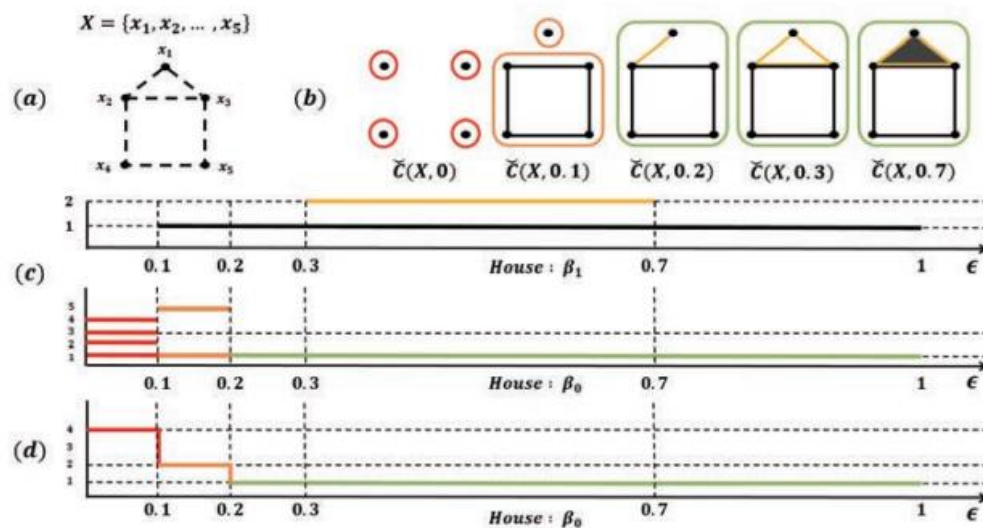 X = {x₁, x₂, ... , x₅}
x₁
(a) x₂ x₃
x₄ x₅
(b)
Č(X, 0) Č(X, 0.1) Č(X, 0.2) Č(X, 0.3) Č(X, 0.7)
2
1
0.1 0.2 0.3 House : β₁ 0.7 1 ϵ
(c)
5
4
3
2
1
0.1 0.2 0.3 House : β₀ 0.7 1 ϵ
(d)
4
3
2
1
0.1 0.2 0.3 House : β₀ 0.7 1 ϵ